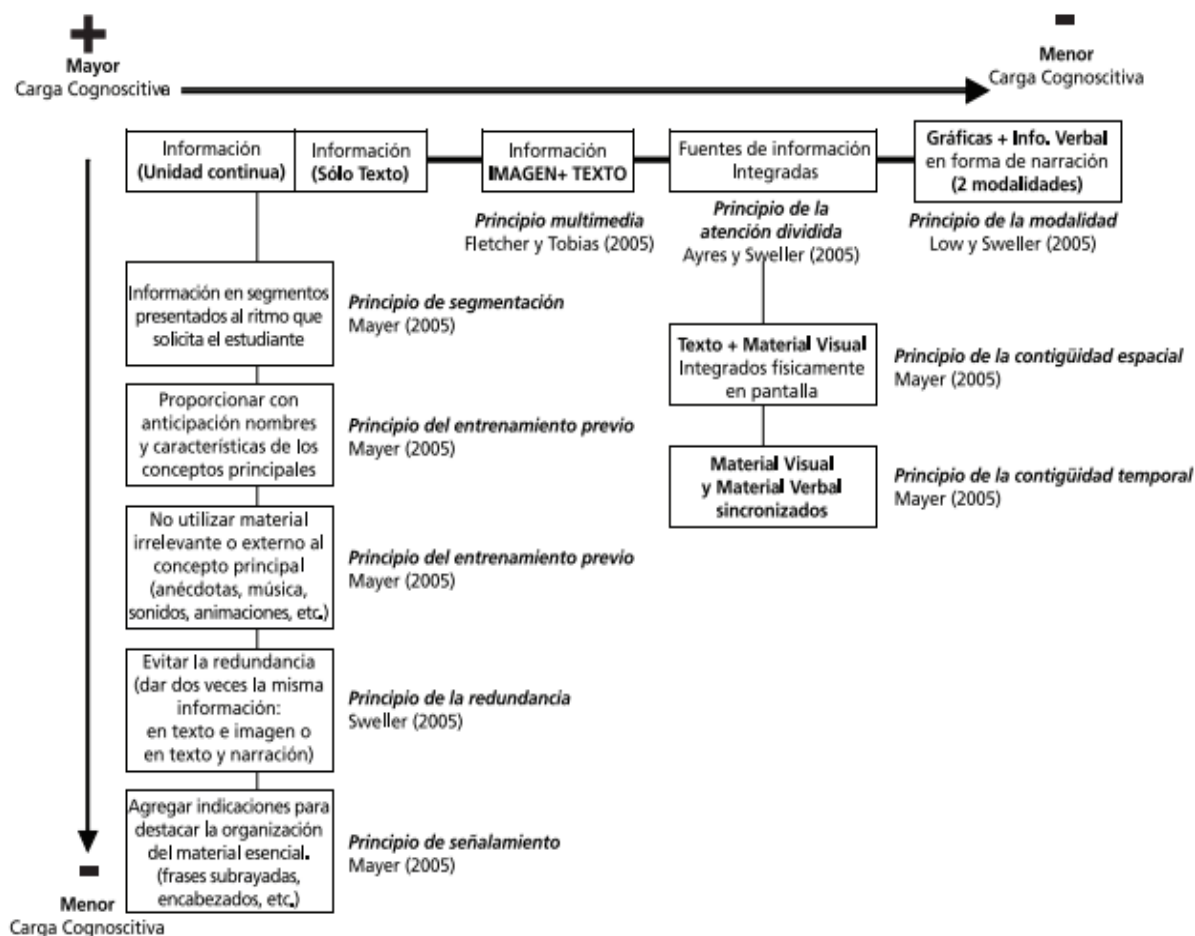 +
Mayor
Carga Cognoscitiva
-
Menor
Carga Cognoscitiva
Información
(Unidad continua)
Información
(Sólo Texto)
Información
IMAGEN+ TEXTO
Fuentes de información
Integradas
Gráficas + Info. Verbal
en forma de narración
(2 modalidades)
Principio multimedia
Fletcher y Tobias (2005)
Principio de la
atención dividida
Ayres y Sweller (2005)
Principio de la modalidad
Low y Sweller (2005)
Información en segmentos
presentados al ritmo que
solicita el estudiante
Principio de segmentación
Mayer (2005)
Texto + Material Visual
Integrados físicamente
en pantalla
Principio de la contigüidad espacial
Mayer (2005)
Proporcionar con
anticipación nombres
y características de los
conceptos principales
Principio del entrenamiento previo
Mayer (2005)
Material Visual
y Material Verbal
sincronizados
Principio de la contigüidad temporal
Mayer (2005)
No utilizar material
irrelevante o externo al
concepto principal
(anécdotas, música,
sonidos, animaciones, etc.)
Principio del entrenamiento previo
Mayer (2005)
Evitar la redundancia
(dar dos veces la misma
información:
en texto e imagen o
en texto y narración)
Principio de la redundancia
Sweller (2005)
Agregar indicaciones para
destacar la organización
del material esencial.
(frases subrayadas,
encabezados, etc.)
Principio de señalamiento
Mayer (2005)
-
Menor
Carga Cognoscitiva